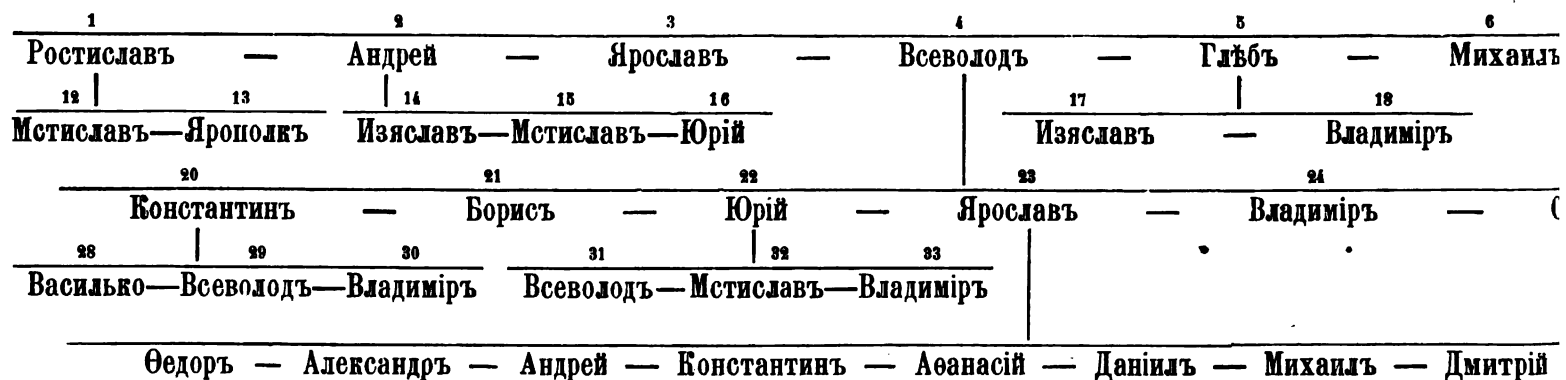 1 2 3 4 5 6
Ростиславъ — Андрей — Ярославъ — Всеволодъ — Глѣбъ — Михаилъ
12 13 14 15 16 17 18
Мстиславъ—Ярополкъ Изяславъ—Мстиславъ—Юрій Изяславъ — Владиміръ
20 21 22 23 24
Константинъ — Борисъ — Юрій — Ярославъ — Владиміръ —
28 29 30 31 32 33
Василько—Всеволодъ—Владиміръ Всеволодъ—Мстиславъ—Владиміръ
Ѳедоръ — Александръ — Андрей — Константинъ — Аѳанасій — Даніилъ — Михаилъ — Дмитрій